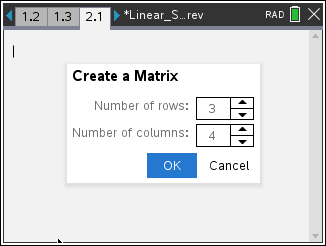 1.2 1.3 2.1 *Linear_S...rev RAD
Create a Matrix
Number of rows: 3
Number of columns: 4
OK Cancel